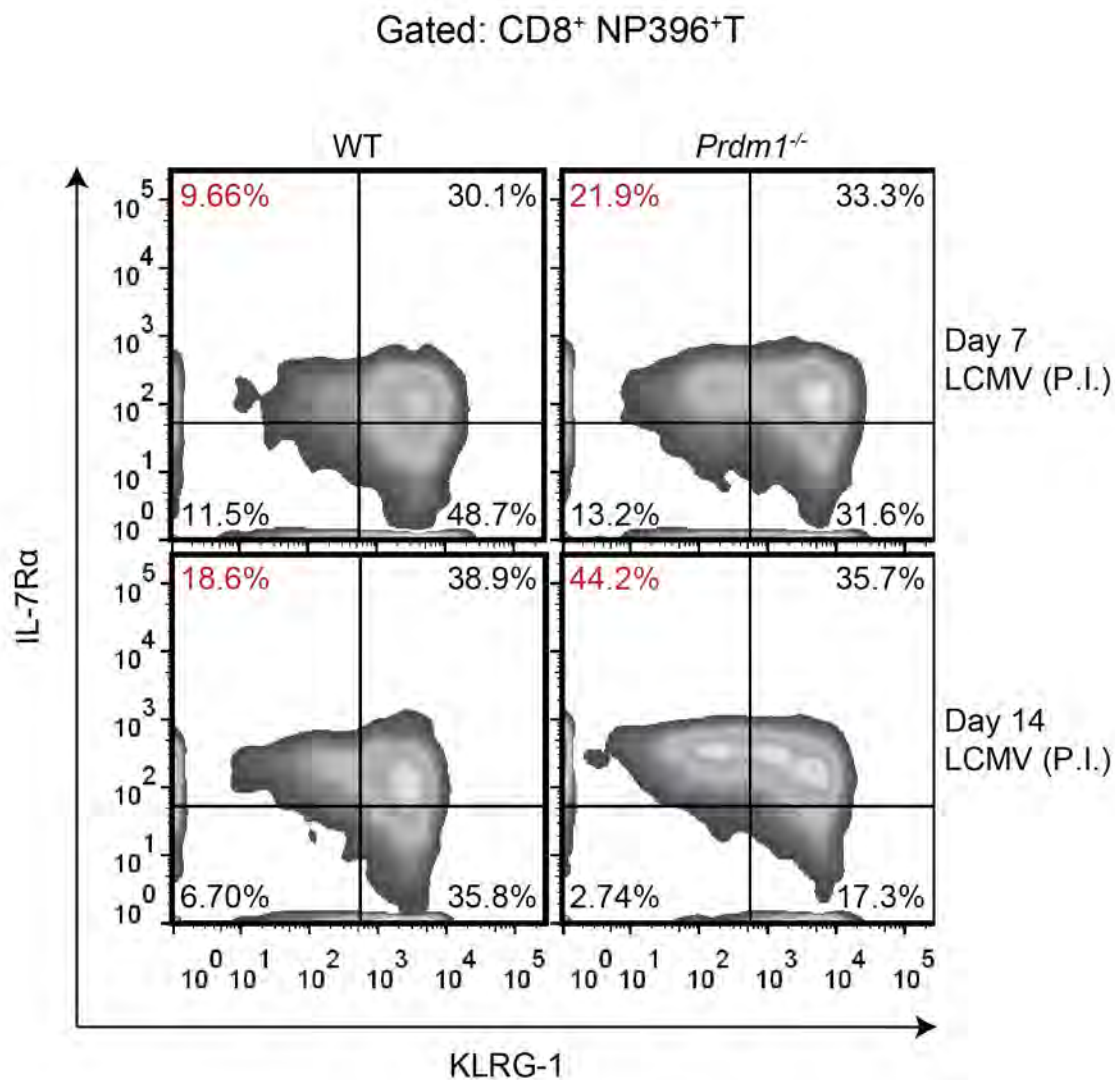 Gated: CD8⁺ NP396⁺T
WT
Prdm1⁻/⁻
IL-7Rα
10⁵
10⁴
10³
10²
10¹
10⁰
9.66%
30.1%
11.5%
48.7%
21.9%
33.3%
13.2%
31.6%
Day 7
LCMV (P.I.)
10⁵
10⁴
10³
10²
10¹
10⁰
18.6%
38.9%
6.70%
35.8%
44.2%
35.7%
2.74%
17.3%
Day 14
LCMV (P.I.)
10⁰ 10¹ 10² 10³ 10⁴ 10⁵
10⁰ 10¹ 10² 10³ 10⁴ 10⁵
KLRG-1